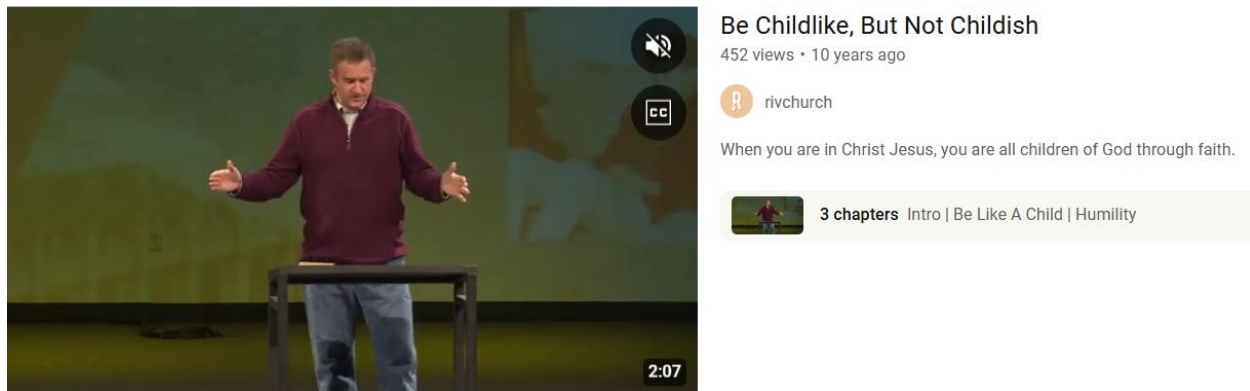 CC
2:07
Be Childlike, But Not Childish
452 views • 10 years ago
R rivchurch
When you are in Christ Jesus, you are all children of God through faith.
3 chapters Intro | Be Like A Child | Humility